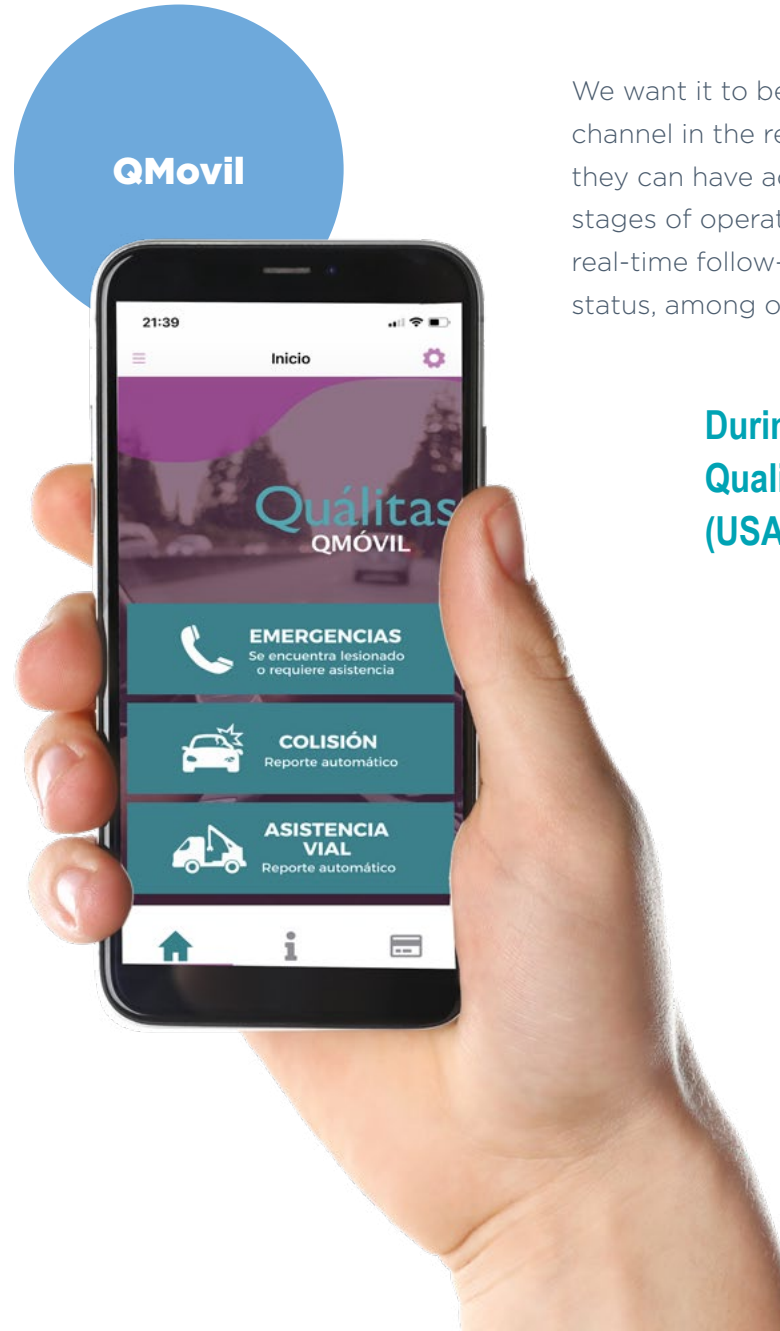 QMovil
We want it to be
channel in the re
they can have ac
stages of operat
real-time follow-
status, among o
Durin
Quali
(USA
21:39
Inicio
Quálitas
QMÓVIL
EMERGENCIAS
Se encuentra lesionado
o requiere asistencia
COLISIÓN
Reporte automático
ASISTENCIA
VIAL
Reporte automático